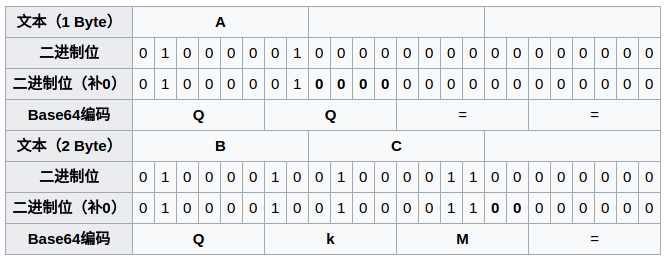 文本（1 Byte） A
二进制位 0 1 0 0 0 0 0 1 0 0 0 0 0 0 0 0 0 0 0 0 0 0 0 0
二进制位（补0） 0 1 0 0 0 0 0 1 0 0 0 0 0 0 0 0 0 0 0 0 0 0 0 0
Base64编码 Q Q = =
文本（2 Byte） B C
二进制位 0 1 0 0 0 0 1 0 0 1 0 0 0 0 1 1 0 0 0 0 0 0 0 0
二进制位（补0） 0 1 0 0 0 0 1 0 0 1 0 0 0 0 1 1 0 0 0 0 0 0 0 0
Base64编码 Q k M =